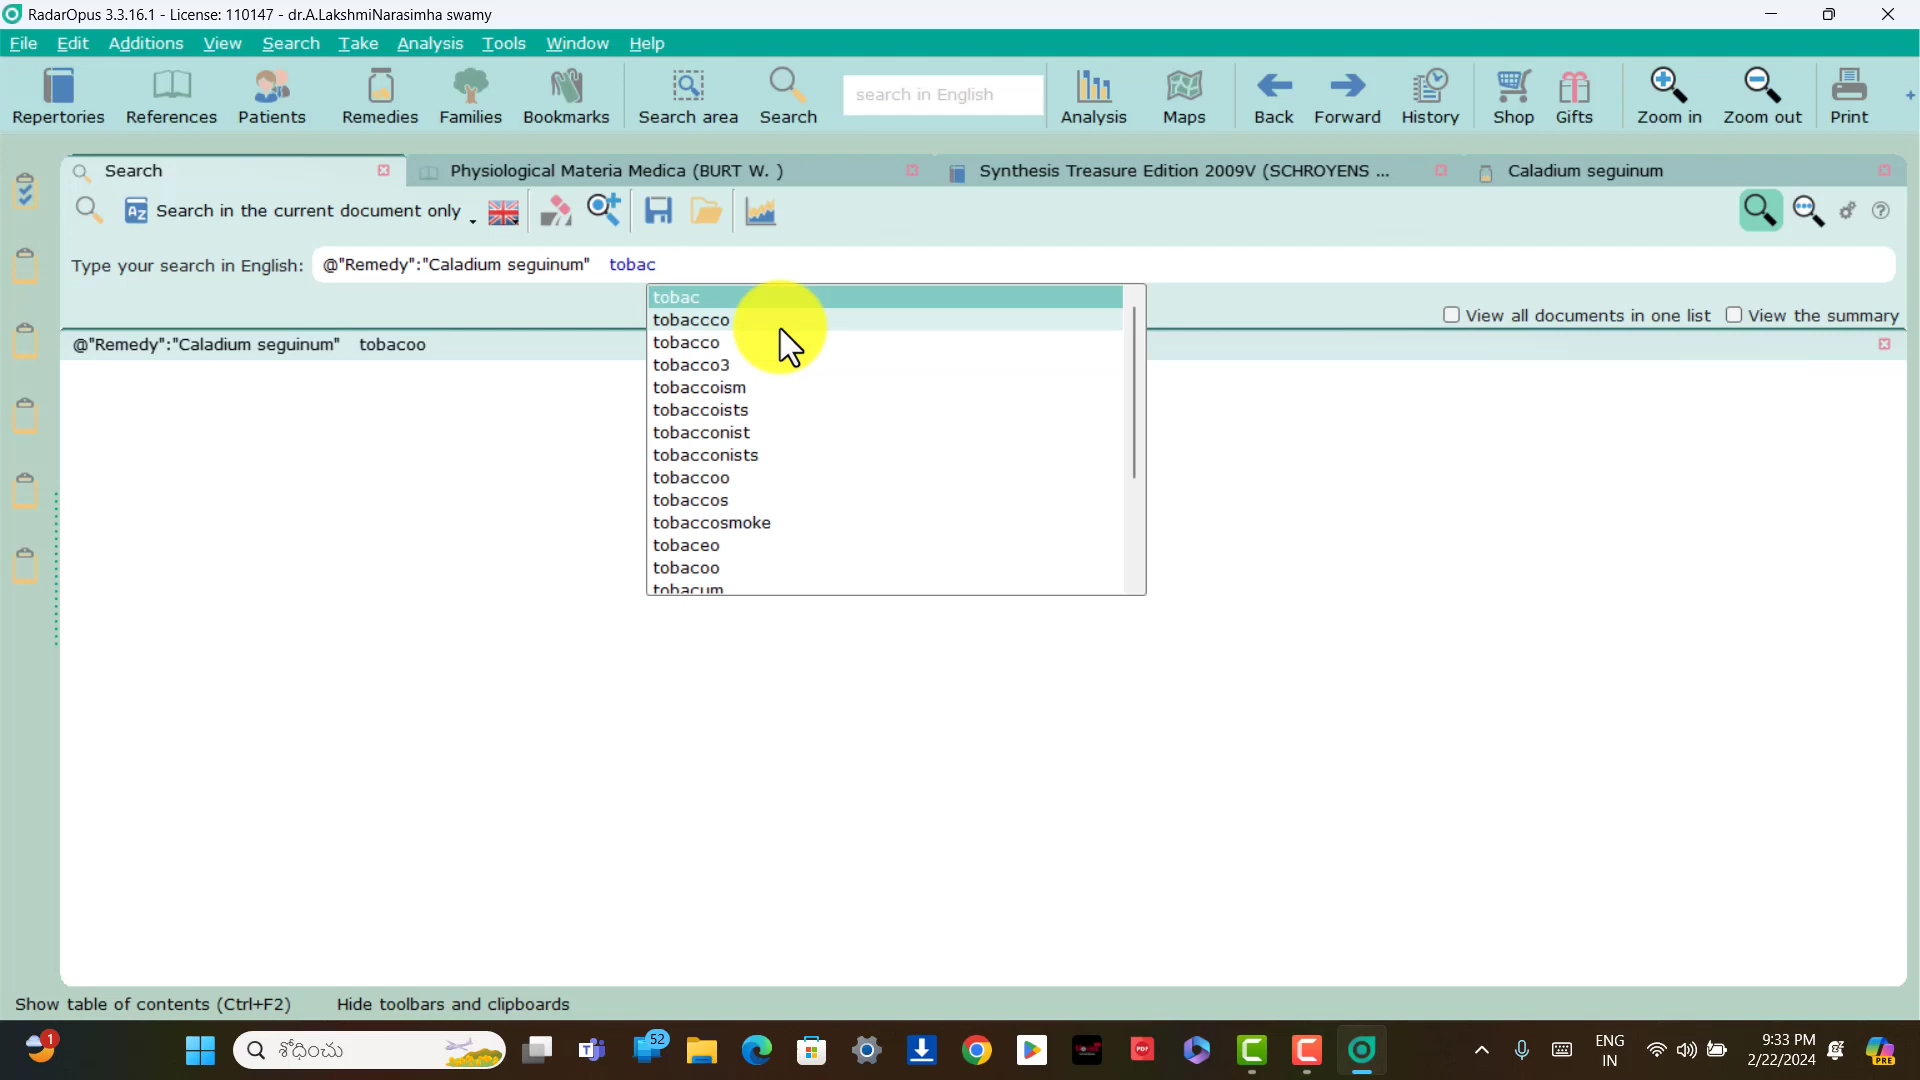 RadarOpus 3.3.16.1 - License: 110147 - dr.A.LakshmiNarasimha swamy
File Edit Additions View Search Take Analysis Tools Window Help
Repertories References Patients Remedies Families Bookmarks Search area Search search in English Analysis Maps Back Forward History Shop Gifts Zoom in Zoom out Print
Search Physiological Materia Medica (BURT W. ) Synthesis Treasure Edition 2009V (SCHROYENS ... Caladium seguinum
Search in the current document only
Type your search in English: @"Remedy":"Caladium seguinum" tobac
tobac
View all documents in one list View the summary
tobaccco
@"Remedy":"Caladium seguinum" tobacoo
tobacco
tobacco3
tobaccoism
tobaccoists
tobacconist
tobacconists
tobaccoo
tobaccos
tobaccosmoke
tobaceo
tobacoo
tobacum
Show table of contents (Ctrl+F2) Hide toolbars and clipboards
1 శోధించు 52 PDF ENG IN 9:33 PM 2/22/2024 PRE